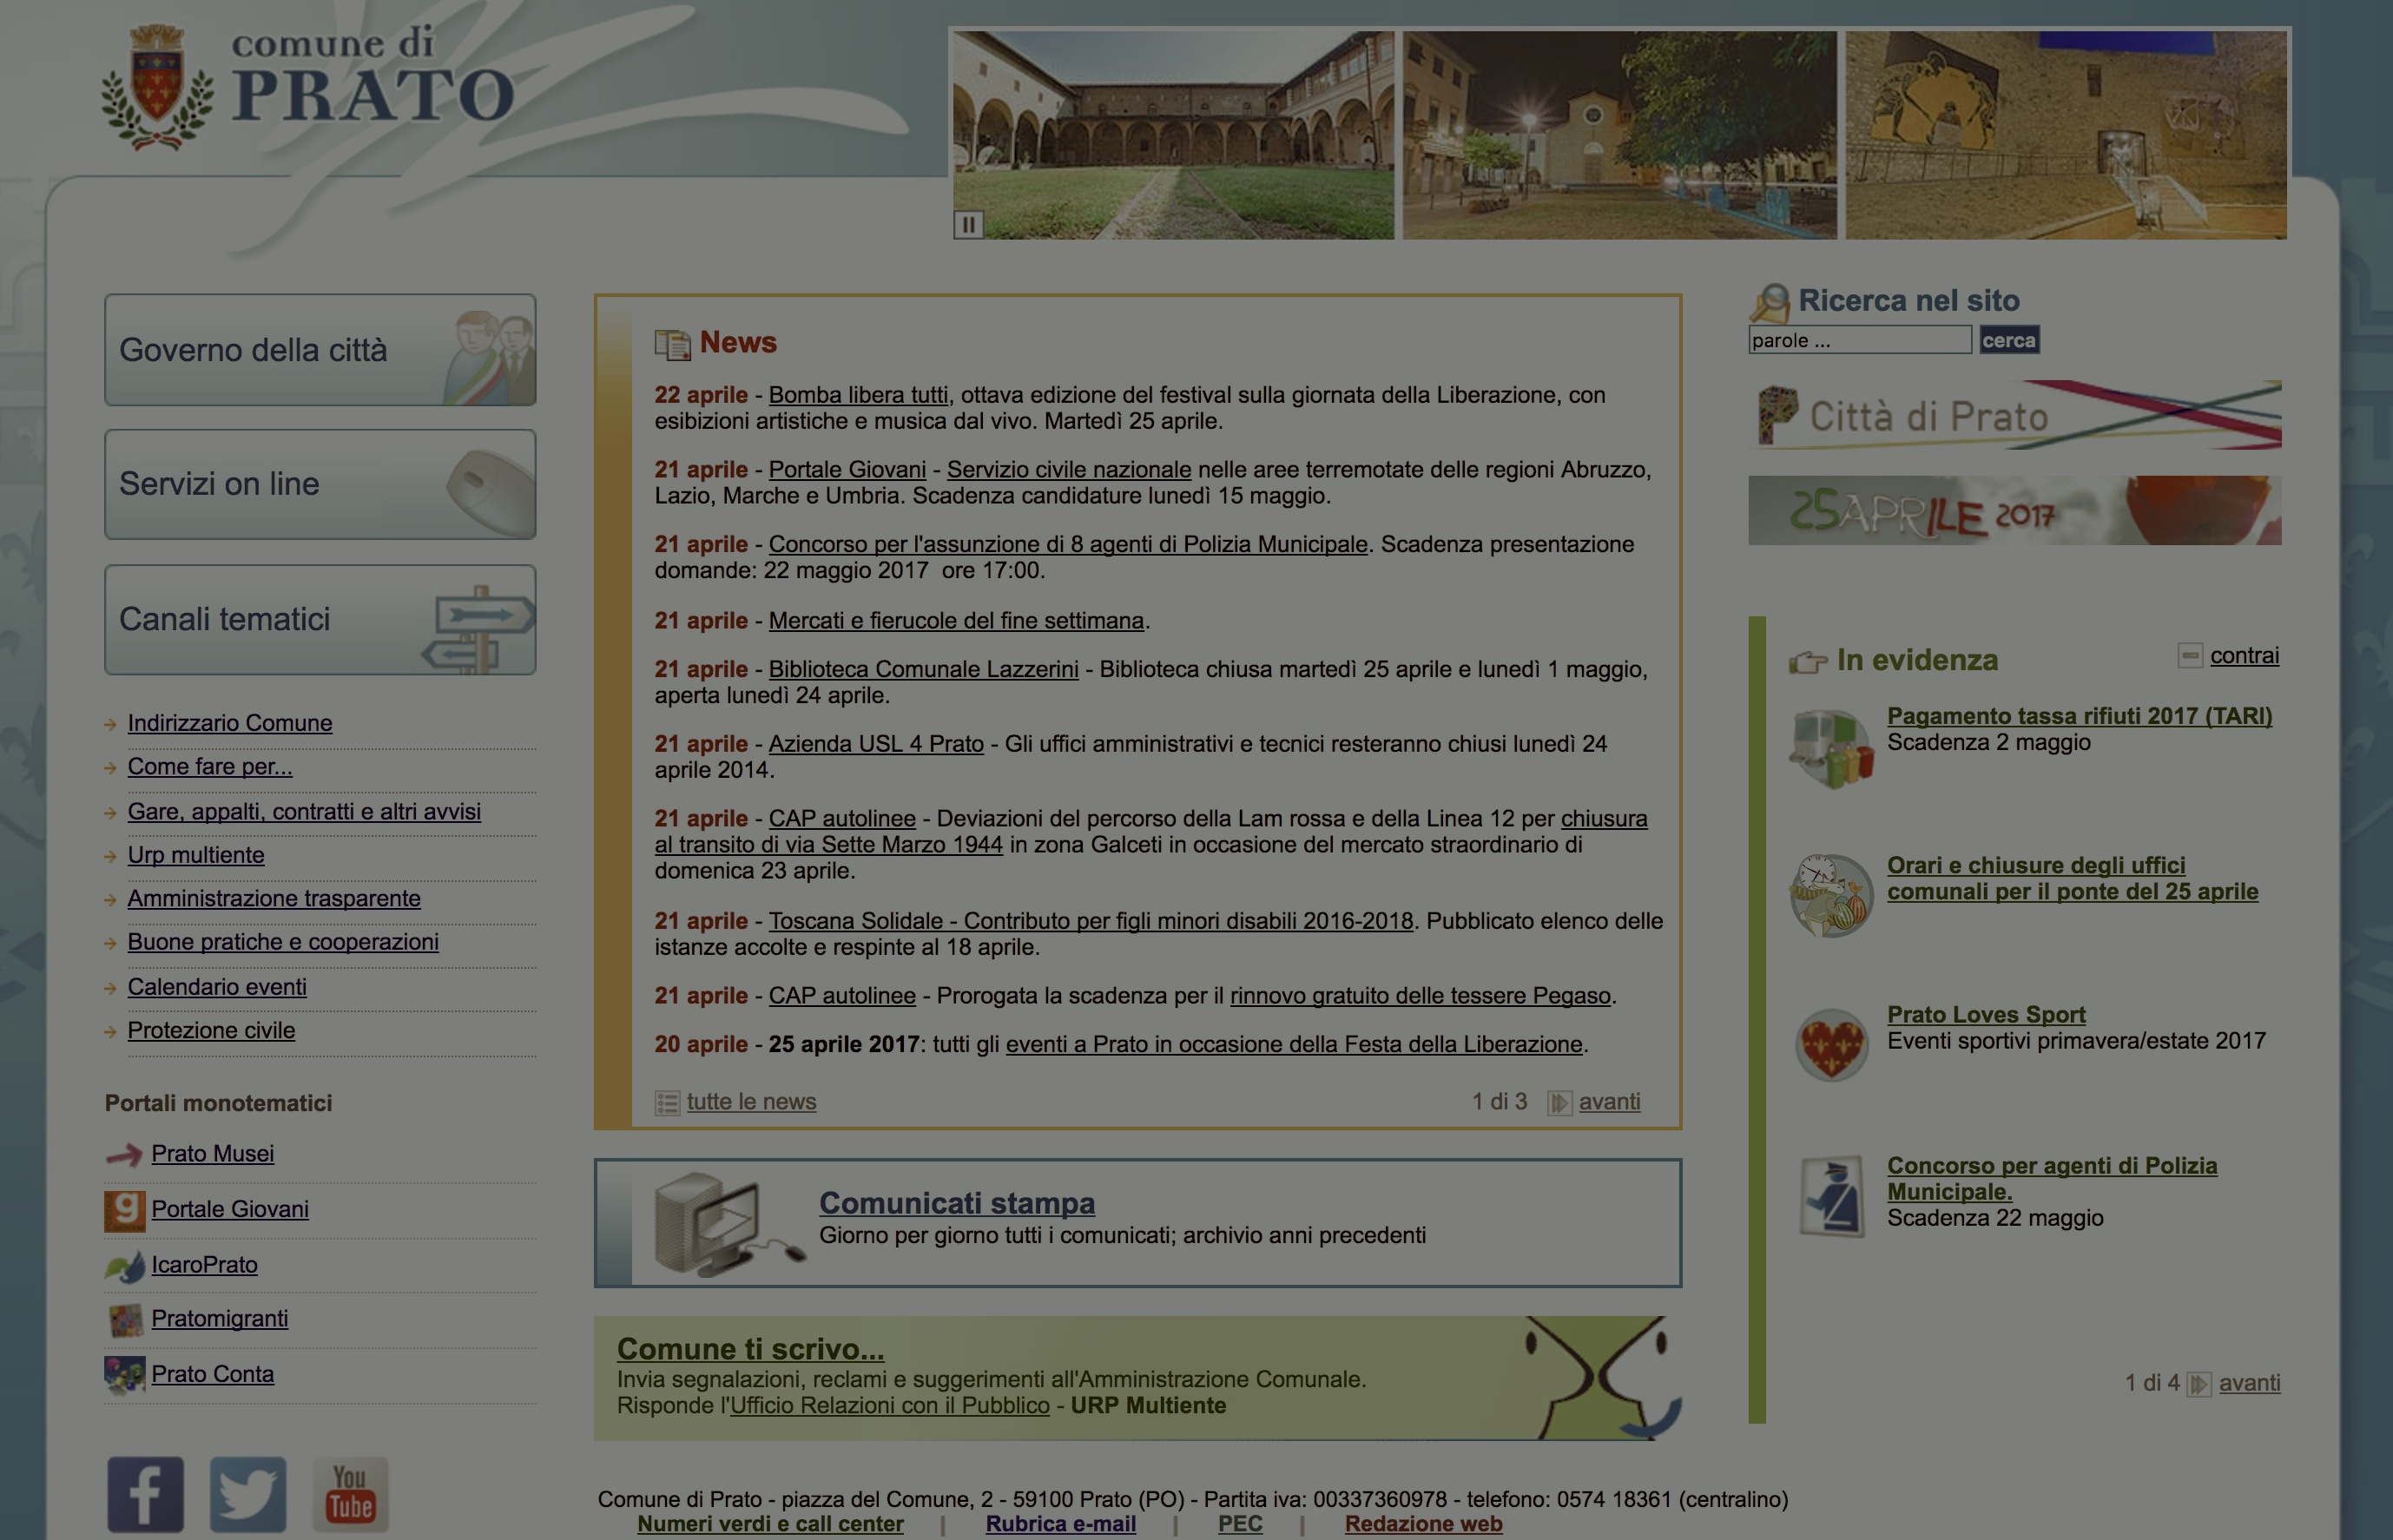 comune di
PRATO
Governo della città
Servizi on line
Canali tematici
Indirizzario Comune
Come fare per...
Gare, appalti, contratti e altri avvisi
Urp multiente
Amministrazione trasparente
Buone pratiche e cooperazioni
Calendario eventi
Protezione civile
Portali monotematici
Prato Musei
Portale Giovani
IcaroPrato
Pratomigranti
Prato Conta
You
Tube
News
22 aprile - Bomba libera tutti, ottava edizione del festival sulla giornata della Liberazione, con
esibizioni artistiche e musica dal vivo. Martedì 25 aprile.
21 aprile - Portale Giovani - Servizio civile nazionale nelle aree terremotate delle regioni Abruzzo,
Lazio, Marche e Umbria. Scadenza candidature lunedì 15 maggio.
21 aprile - Concorso per l'assunzione di 8 agenti di Polizia Municipale. Scadenza presentazione
domande: 22 maggio 2017  ore 17:00.
21 aprile - Mercati e fierucole del fine settimana.
21 aprile - Biblioteca Comunale Lazzerini - Biblioteca chiusa martedì 25 aprile e lunedì 1 maggio,
aperta lunedì 24 aprile.
21 aprile - Azienda USL 4 Prato - Gli uffici amministrativi e tecnici resteranno chiusi lunedì 24
aprile 2014.
21 aprile - CAP autolinee - Deviazioni del percorso della Lam rossa e della Linea 12 per chiusura
al transito di via Sette Marzo 1944 in zona Galceti in occasione del mercato straordinario di
domenica 23 aprile.
21 aprile - Toscana Solidale - Contributo per figli minori disabili 2016-2018. Pubblicato elenco delle
istanze accolte e respinte al 18 aprile.
21 aprile - CAP autolinee - Prorogata la scadenza per il rinnovo gratuito delle tessere Pegaso.
20 aprile - 25 aprile 2017: tutti gli eventi a Prato in occasione della Festa della Liberazione.
tutte le news
1 di 3 avanti
Comunicati stampa
Giorno per giorno tutti i comunicati; archivio anni precedenti
Comune ti scrivo...
Invia segnalazioni, reclami e suggerimenti all'Amministrazione Comunale.
Risponde l'Ufficio Relazioni con il Pubblico - URP Multiente
Ricerca nel sito
parole ... cerca
Città di Prato
25 APRILE 2017
In evidenza
contrai
Pagamento tassa rifiuti 2017 (TARI)
Scadenza 2 maggio
Orari e chiusure degli uffici
comunali per il ponte del 25 aprile
Prato Loves Sport
Eventi sportivi primavera/estate 2017
Concorso per agenti di Polizia
Municipale.
Scadenza 22 maggio
1 di 4 avanti
Comune di Prato - piazza del Comune, 2 - 59100 Prato (PO) - Partita iva: 00337360978 - telefono: 0574 18361 (centralino)
Numeri verdi e call center | Rubrica e-mail | PEC | Redazione web